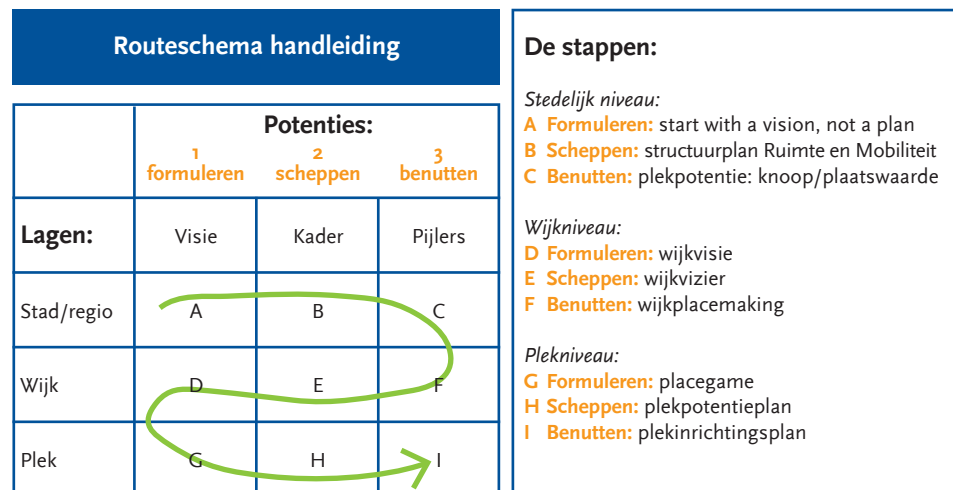 Routeschema handleiding
Potenties:
1 2 3
formuleren scheppen benutten
Lagen: Visie Kader Pijlers
Stad/regio A B C
Wijk D E F
Plek G H I
De stappen:
Stedelijk niveau:
A Formuleren: start with a vision, not a plan
B Scheppen: structuurplan Ruimte en Mobiliteit
C Benutten: plekpotentie: knoop/plaatswaarde
Wijkniveau:
D Formuleren: wijkvisie
E Scheppen: wijkvizier
F Benutten: wijkplacemaking
Plekniveau:
G Formuleren: placegame
H Scheppen: plekpotentieplan
I Benutten: plekinrichtingsplan